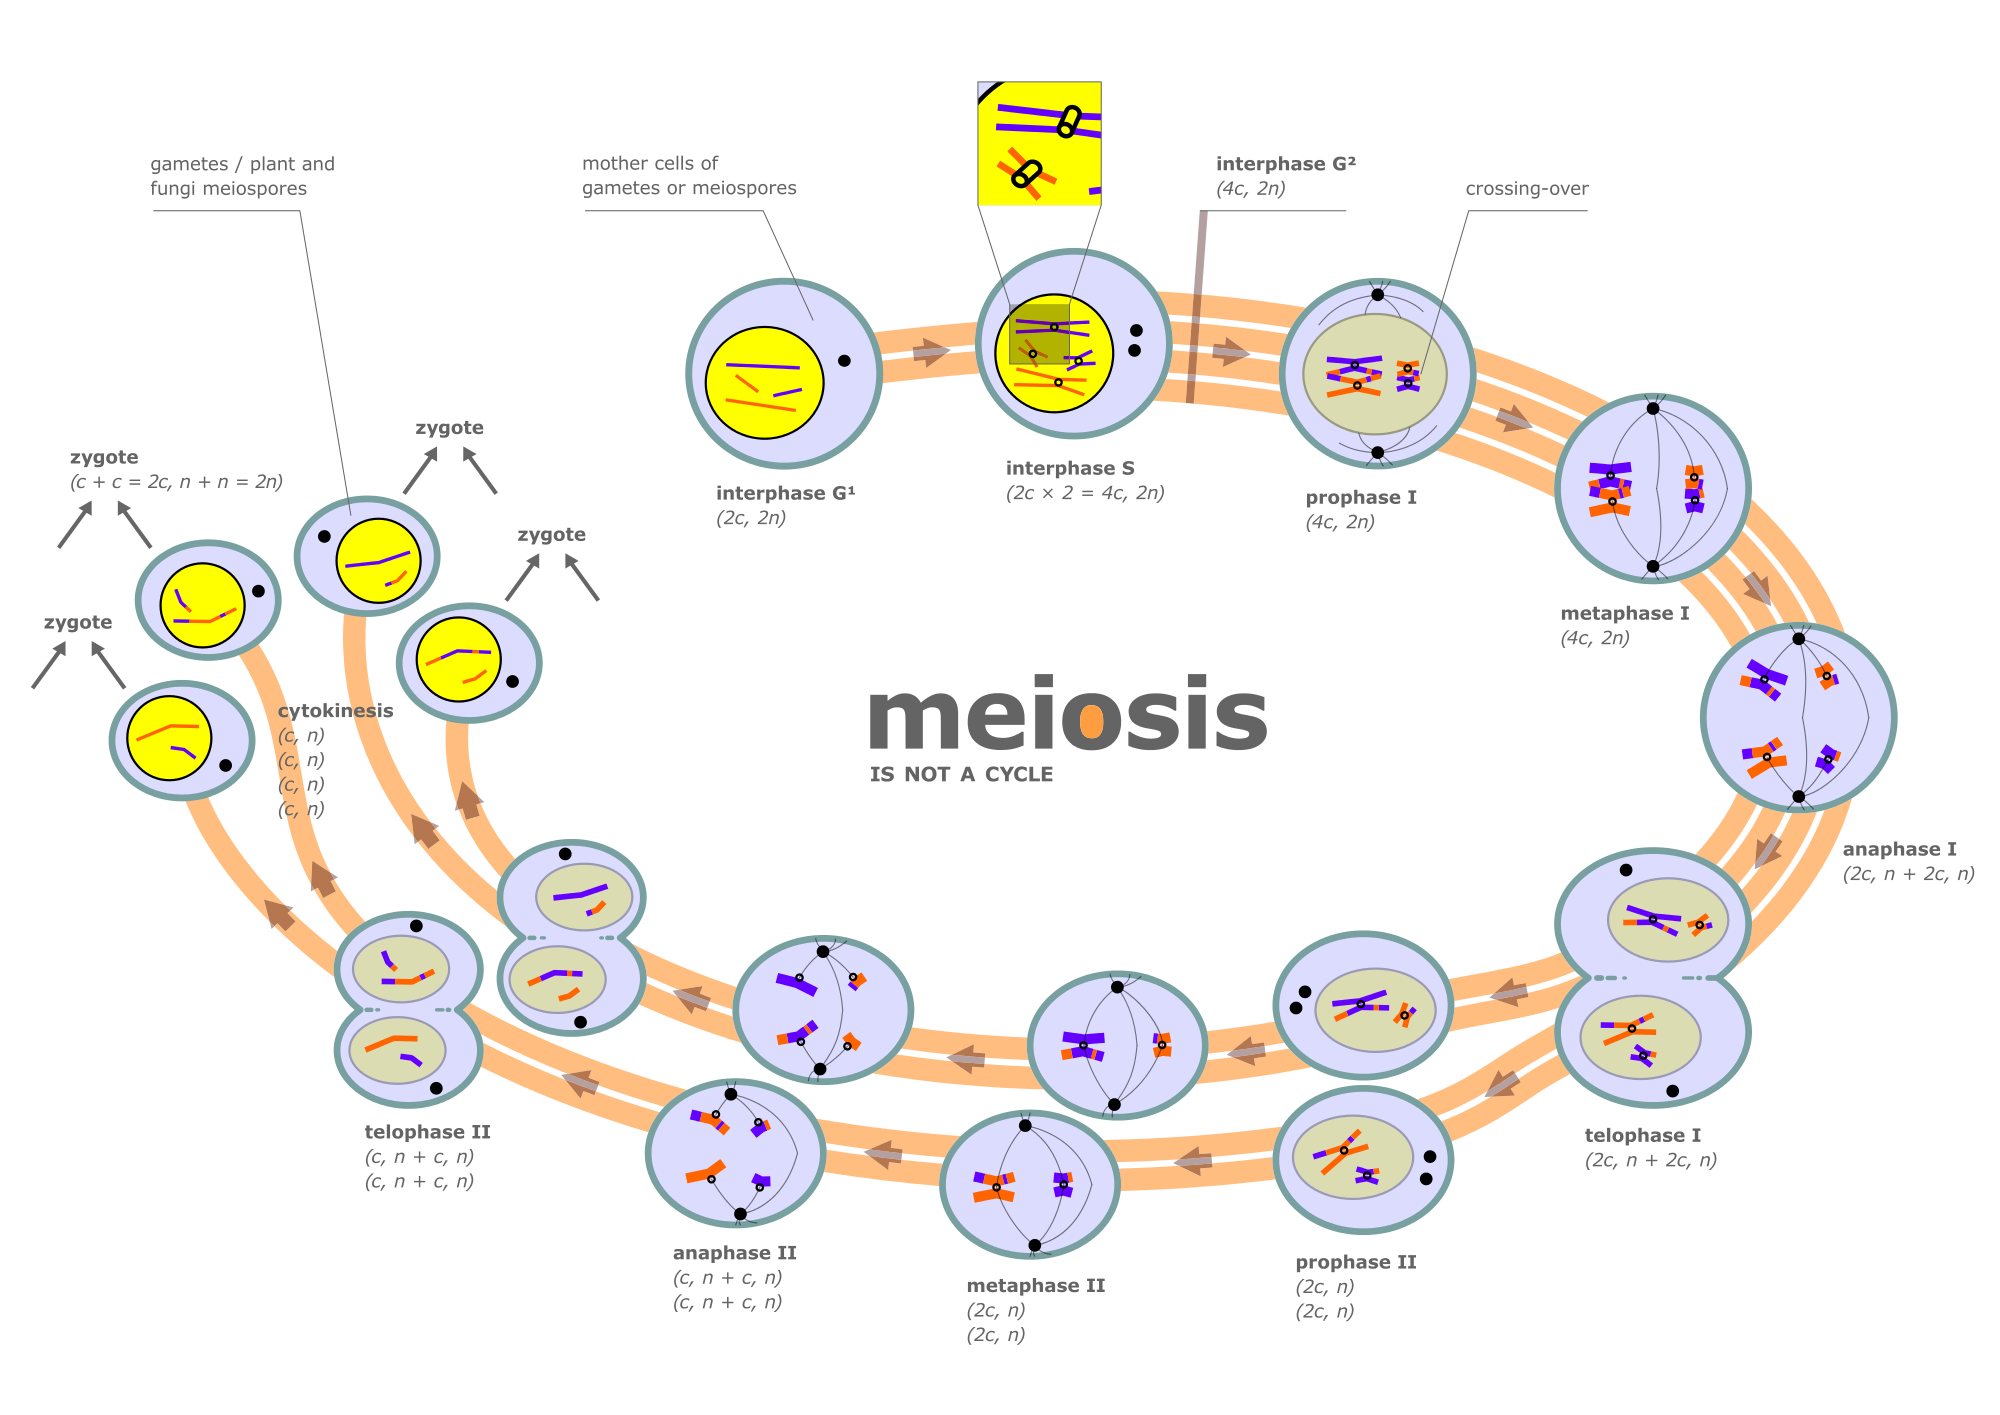 gametes / plant and
fungi meiospores
mother cells of
gametes or meiospores
interphase G²
(4c, 2n)
crossing-over
interphase G¹
(2c, 2n)
interphase S
(2c × 2 = 4c, 2n)
prophase I
(4c, 2n)
metaphase I
(4c, 2n)
anaphase I
(2c, n + 2c, n)
telophase I
(2c, n + 2c, n)
prophase II
(2c, n)
(2c, n)
metaphase II
(2c, n)
(2c, n)
anaphase II
(c, n + c, n)
(c, n + c, n)
telophase II
(c, n + c, n)
(c, n + c, n)
cytokinesis
(c, n)
(c, n)
(c, n)
(c, n)
zygote
(c + c = 2c, n + n = 2n)
zygote
zygote
zygote
meiosis
IS NOT A CYCLE